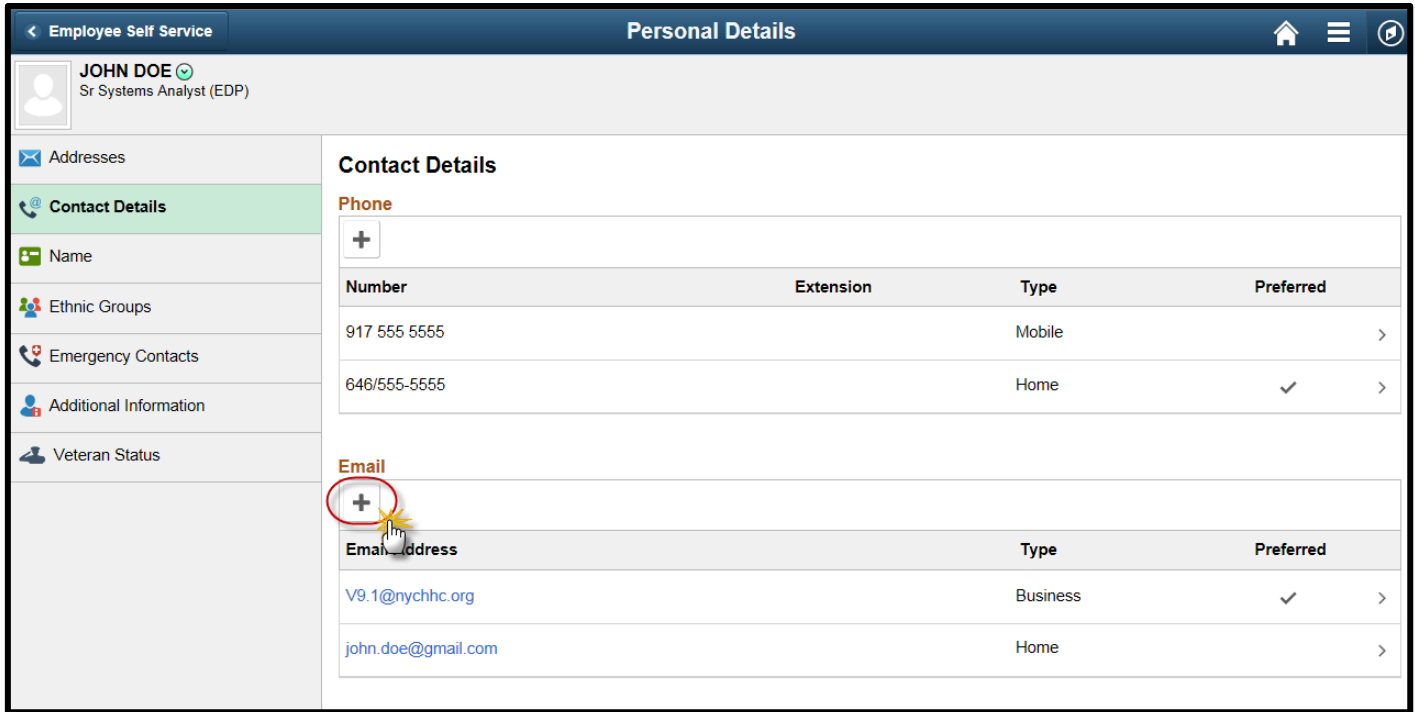 Employee Self Service
Personal Details
JOHN DOE
Sr Systems Analyst (EDP)
Addresses
Contact Details
Name
Ethnic Groups
Emergency Contacts
Additional Information
Veteran Status
Contact Details
Phone
Number Extension Type Preferred
917 555 5555 Mobile
646/555-5555 Home
Email
Email Address Type Preferred
V9.1@nychhc.org Business
john.doe@gmail.com Home